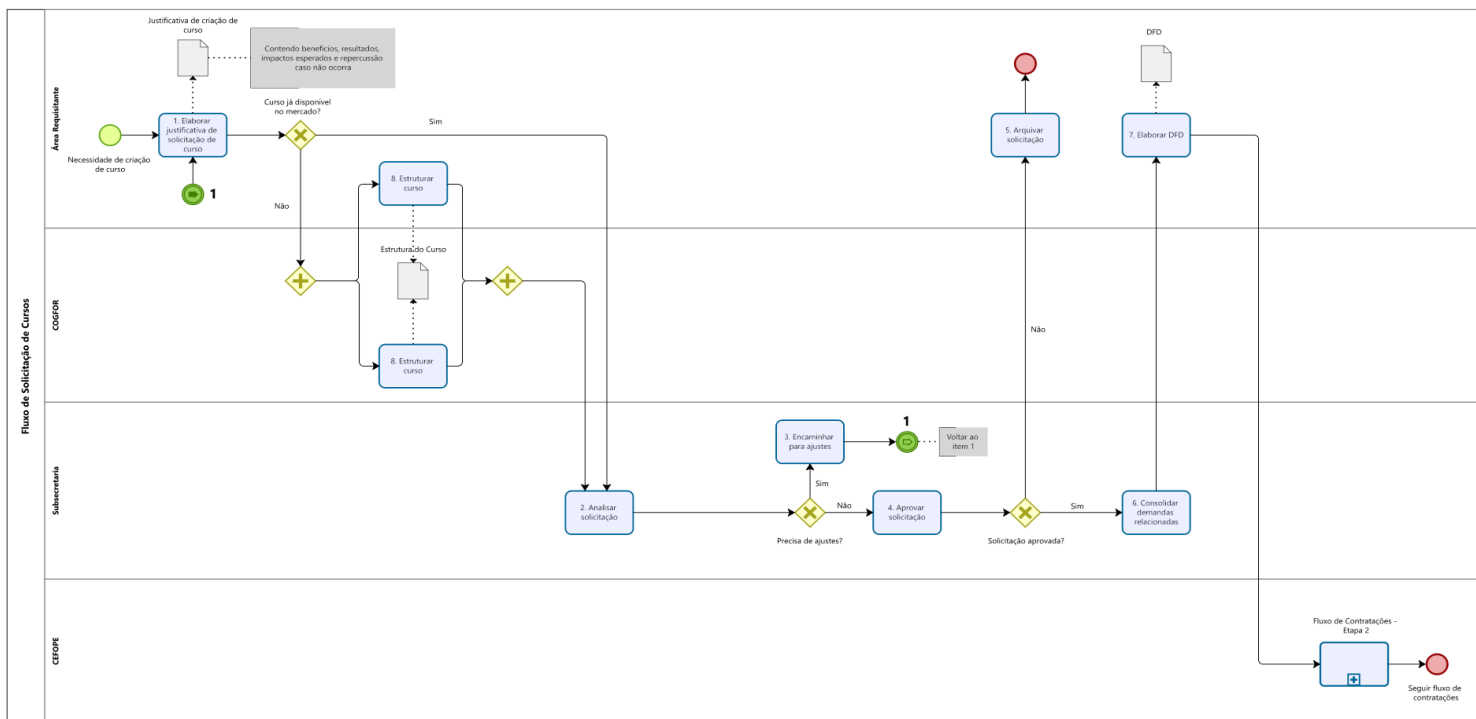 Fluxo de Solicitação de Cursos
Área Requisitante
Justificativa de criação de
curso
Contendo benefícios, resultados,
impactos esperados e repercussão
caso não ocorra
Necessidade de criação
de curso
1. Elaborar
justificativa de
solicitação de
curso
1
Curso já disponível
no mercado?
Sim
Não
8. Estruturar
curso
5. Arquivar
solicitação
DFD
7. Elaborar DFD
COGFOR
Estrutura do Curso
8. Estruturar
curso
Não
Subsecretaria
2. Analisar
solicitação
3. Encaminhar
para ajustes
1
Voltar ao
item 1
Sim
Precisa de ajustes?
Não
4. Aprovar
solicitação
Solicitação aprovada?
Sim
6. Consolidar
demandas
relacionadas
CEFOPE
Fluxo de Contratações -
Etapa 2
Seguir fluxo de
contratações